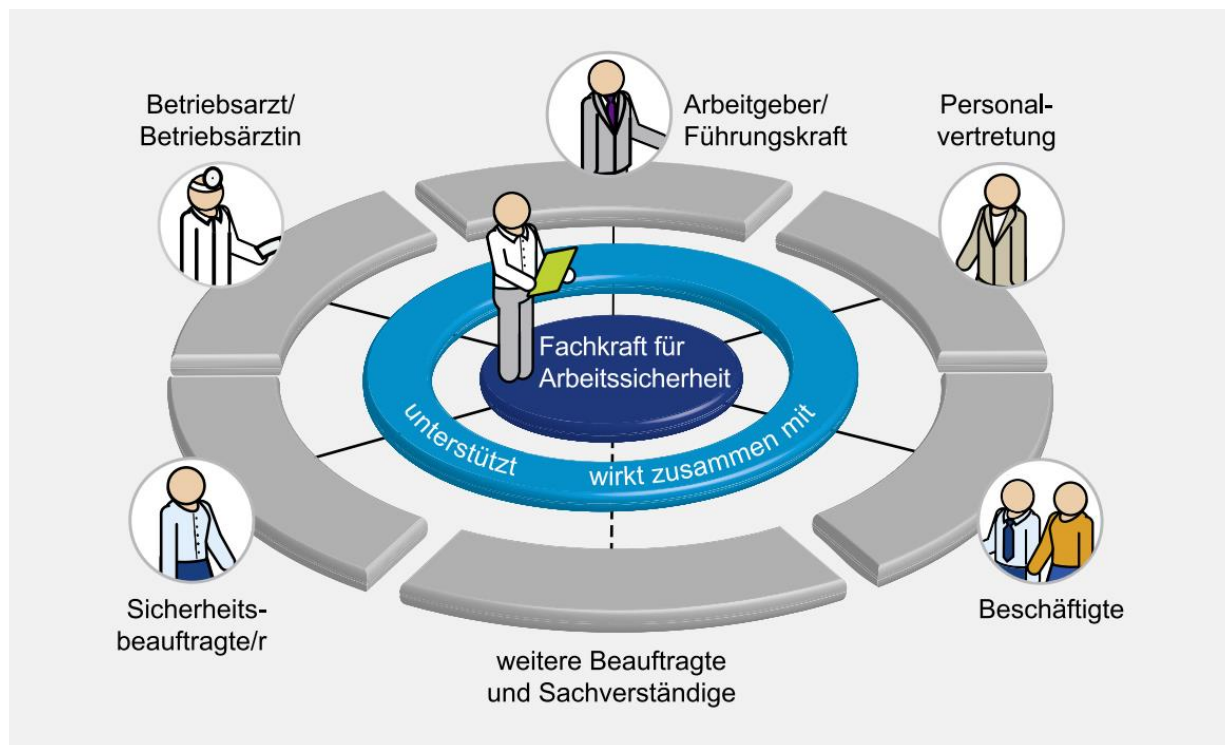 Betriebsarzt/
Betriebsärztin
Arbeitgeber/
Führungskraft
Personal-
vertretung
Fachkraft für
Arbeitssicherheit
unterstützt
wirkt zusammen mit
Sicherheits-
beauftragte/r
weitere Beauftragte
und Sachverständige
Beschäftigte